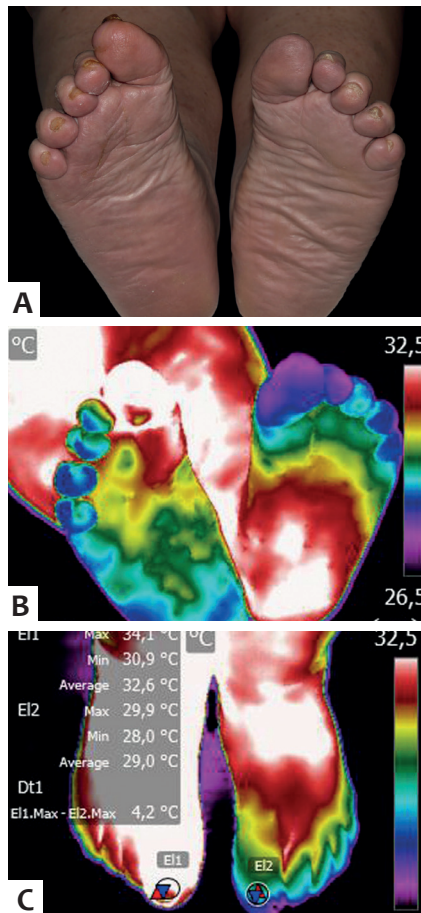 A
°C
32,5
26,5
B
El1 Max 34,1 °C °C 32,5
Min 30,9 °C
Average 32,6 °C
El2 Max 29,9 °C
Min 28,0 °C
Average 29,0 °C
Dt1
El1.Max - El2.Max 4,2 °C
El1 El2
C